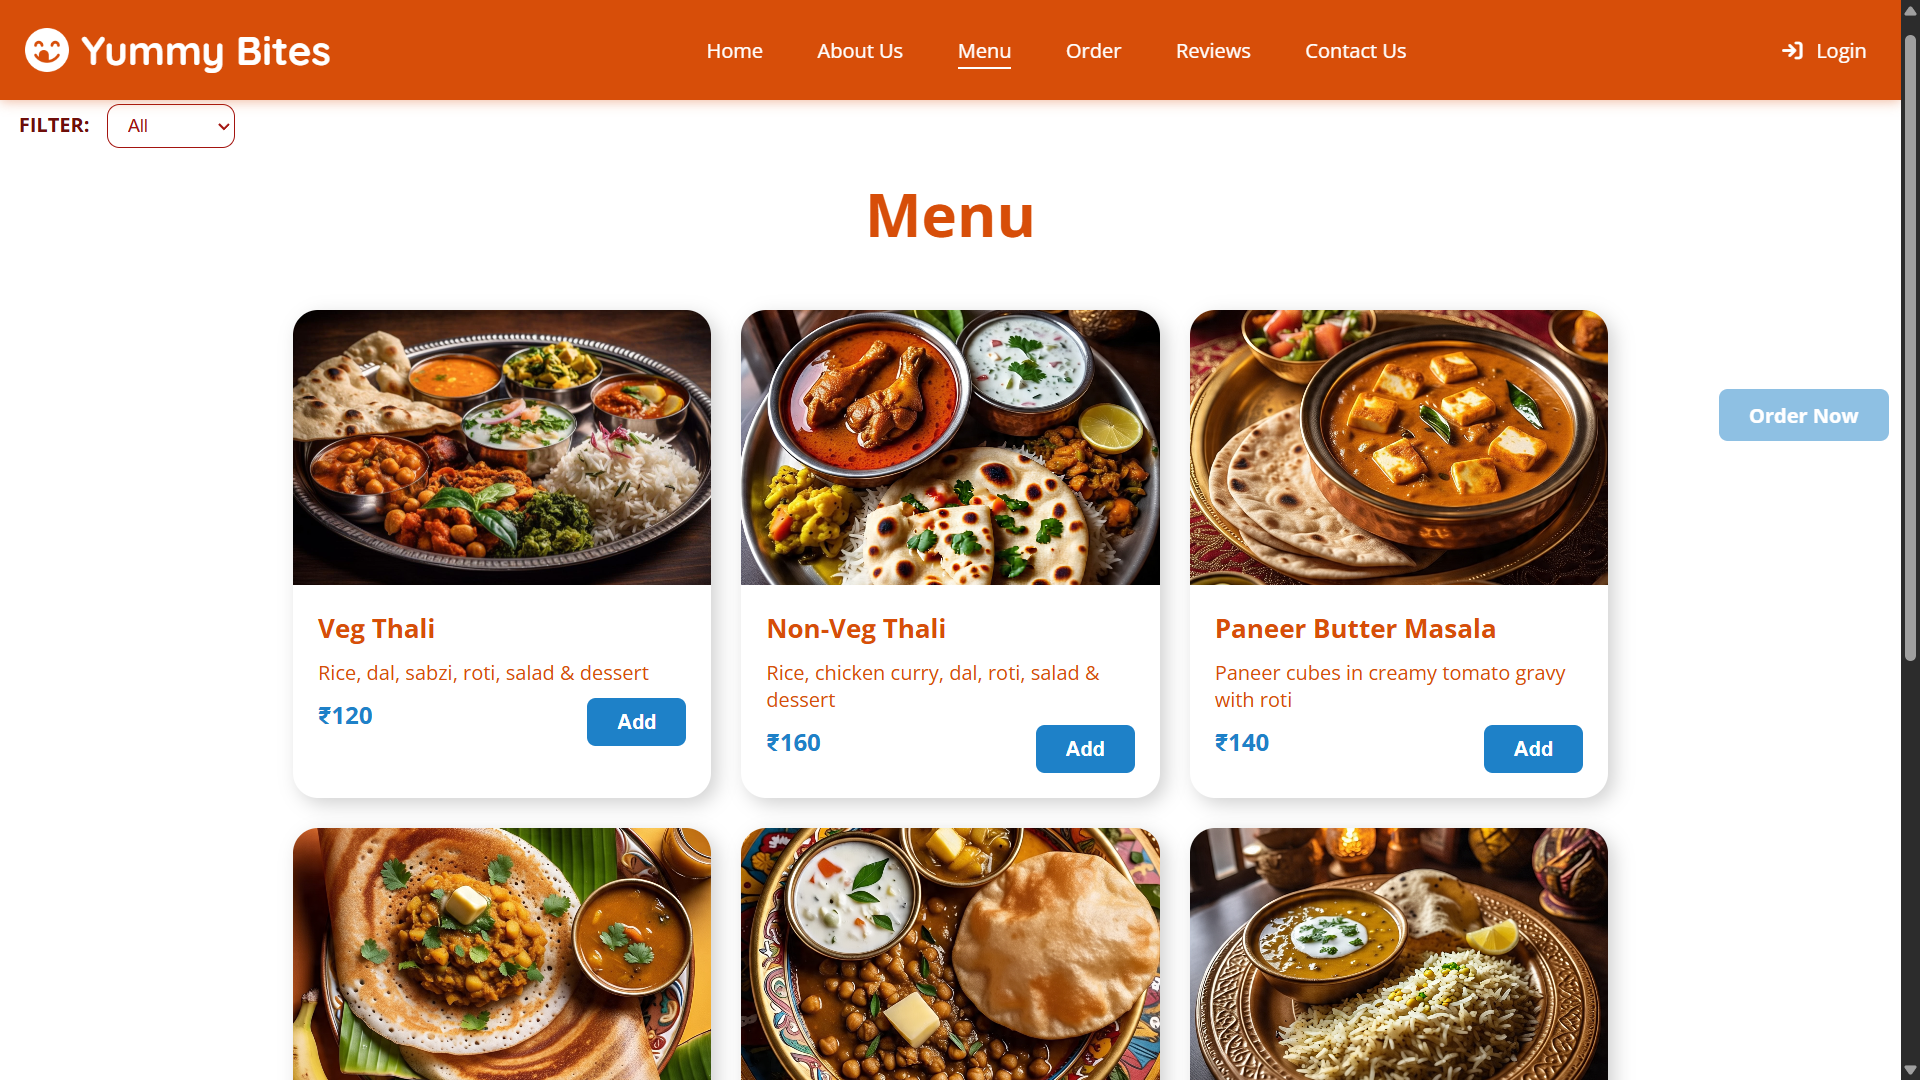 Yummy Bites
Home
About Us
Menu
Order
Reviews
Contact Us
Login
FILTER:
All
Menu
Order Now
Veg Thali
Rice, dal, sabzi, roti, salad & dessert
₹120
Add
Non-Veg Thali
Rice, chicken curry, dal, roti, salad &
dessert
₹160
Add
Paneer Butter Masala
Paneer cubes in creamy tomato gravy
with roti
₹140
Add